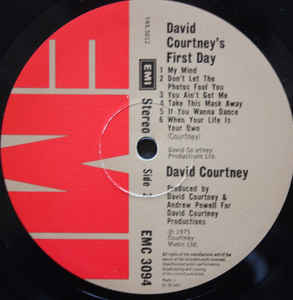 David
Courtney's
First Day
1 My Mind
2 Don't Let The
Photos Fool You
3 You Ain't Got Me
4 Take This Mask Away
5 If You Wanna Dance
6 When Your Life Is
Your Own
(Courtney)
David Courtney
Productions Ltd.
David Courtney
Produced by
David Courtney &
Andrew Powell For
David Courtney
Productions
℗ 1975
Courtney
Music Ltd.
EMI
Stereo
Side 2
EMC 3094
EMI